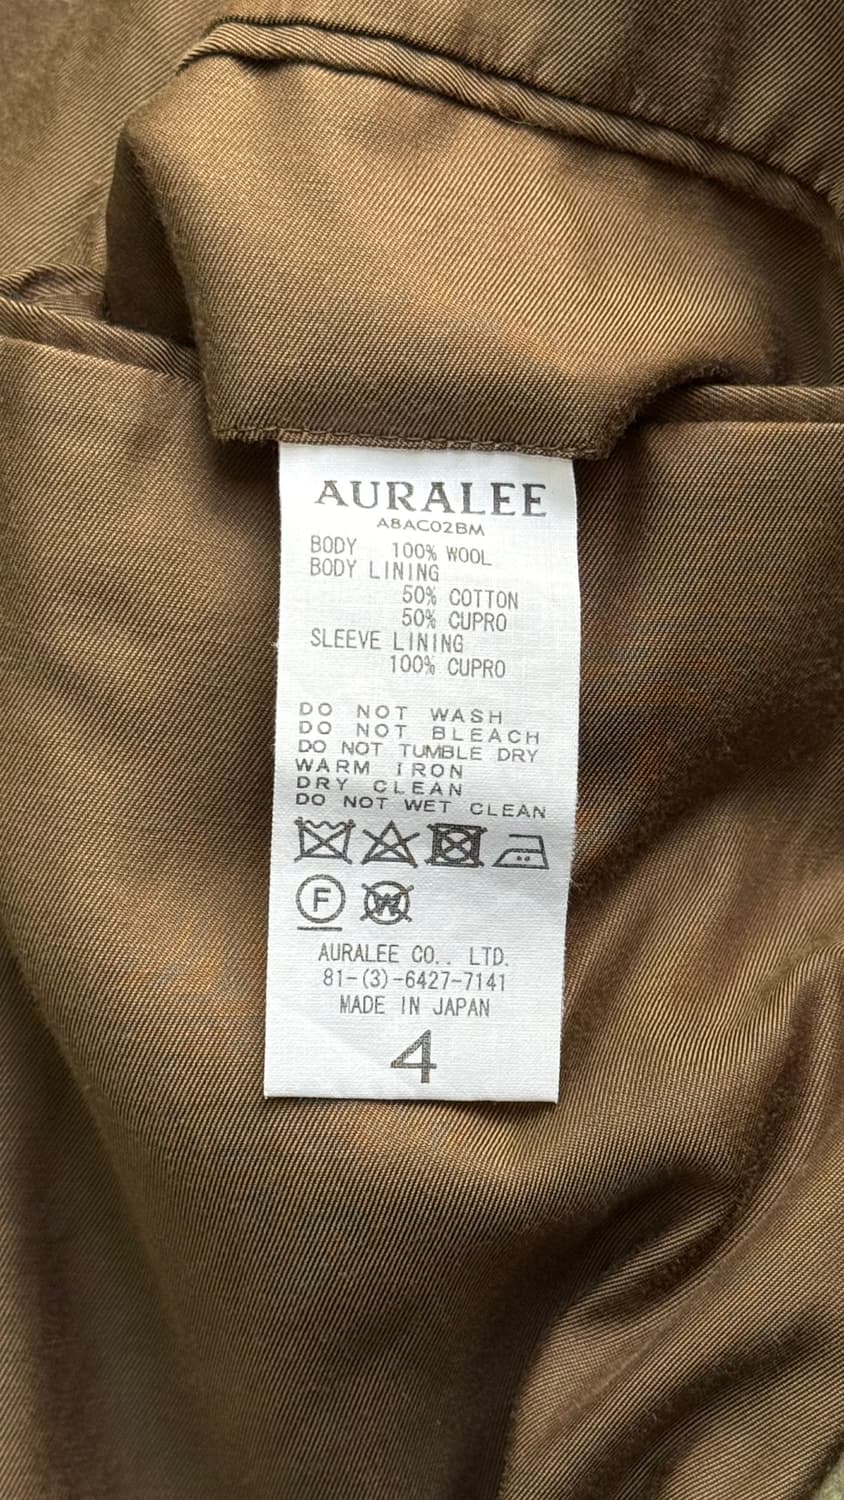 AURALEE
A8AC02BM
BODY 100% WOOL
BODY LINING
50% COTTON
50% CUPRO
SLEEVE LINING
100% CUPRO
DO NOT WASH
DO NOT BLEACH
DO NOT TUMBLE DRY
WARM IRON
DRY CLEAN
DO NOT WET CLEAN
F W
AURALEE CO.. LTD.
81-(3)-6427-7141
MADE IN JAPAN
4